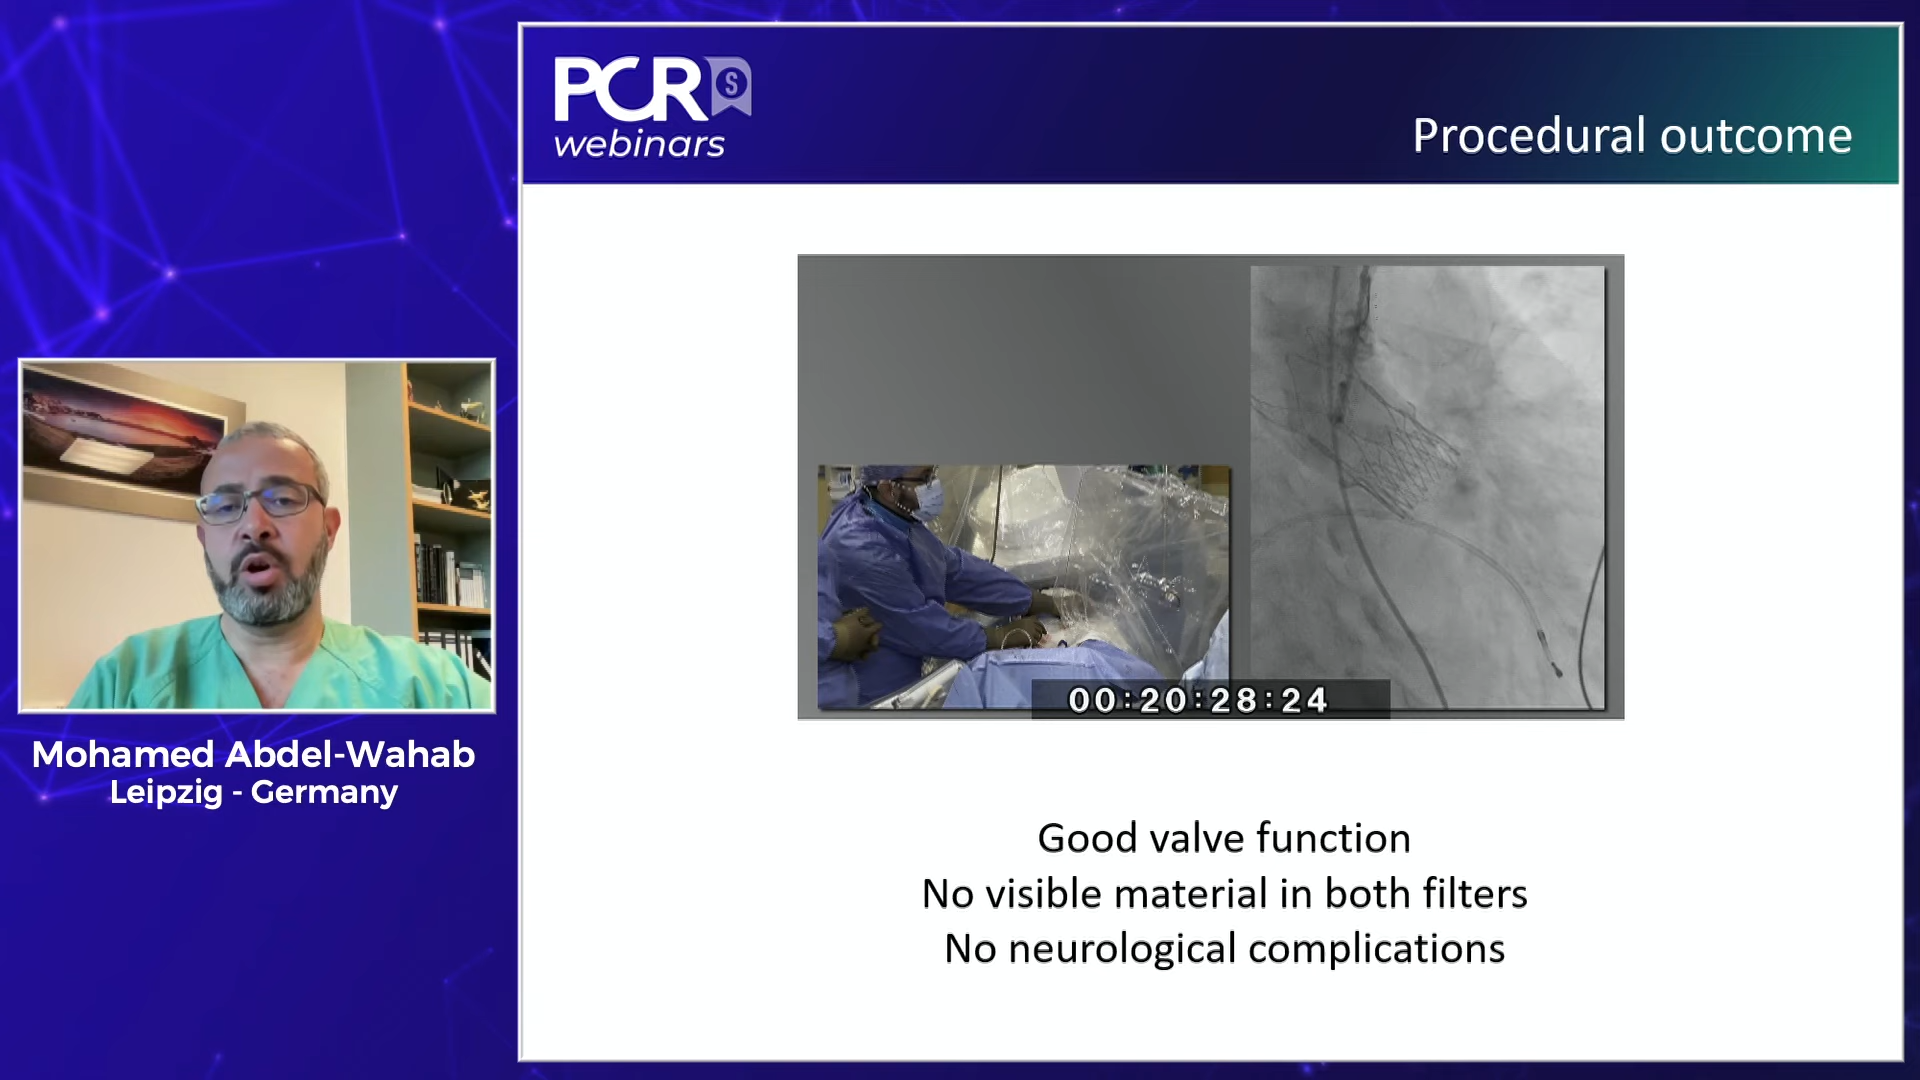 PCR S
webinars
Procedural outcome
00:20:28:24
Mohamed Abdel-Wahab
Leipzig - Germany
Good valve function
No visible material in both filters
No neurological complications